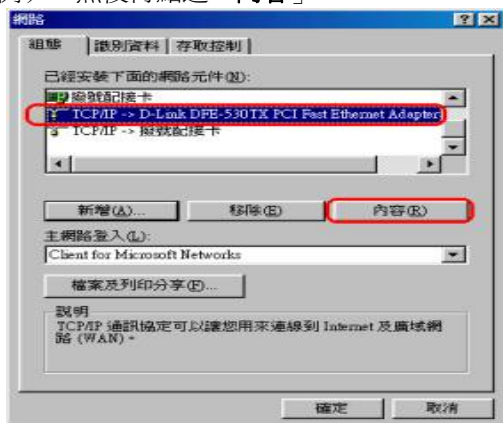 網路
組態 識別資料 存取控制
已經安裝下面的網路元件(N):
撥號配接卡
TCP/IP -> D-Link DFE-530TX PCI Fast Ethernet Adapter
TCP/IP -> 撥號配接卡
新增(A)... 移除(E) 內容(R)
主網路登入(L):
Client for Microsoft Networks
檔案及列印分享(F)...
說明
TCP/IP 通訊協定可以讓您用來連線到 Internet 及廣域網
路 (WAN)。
確定 取消